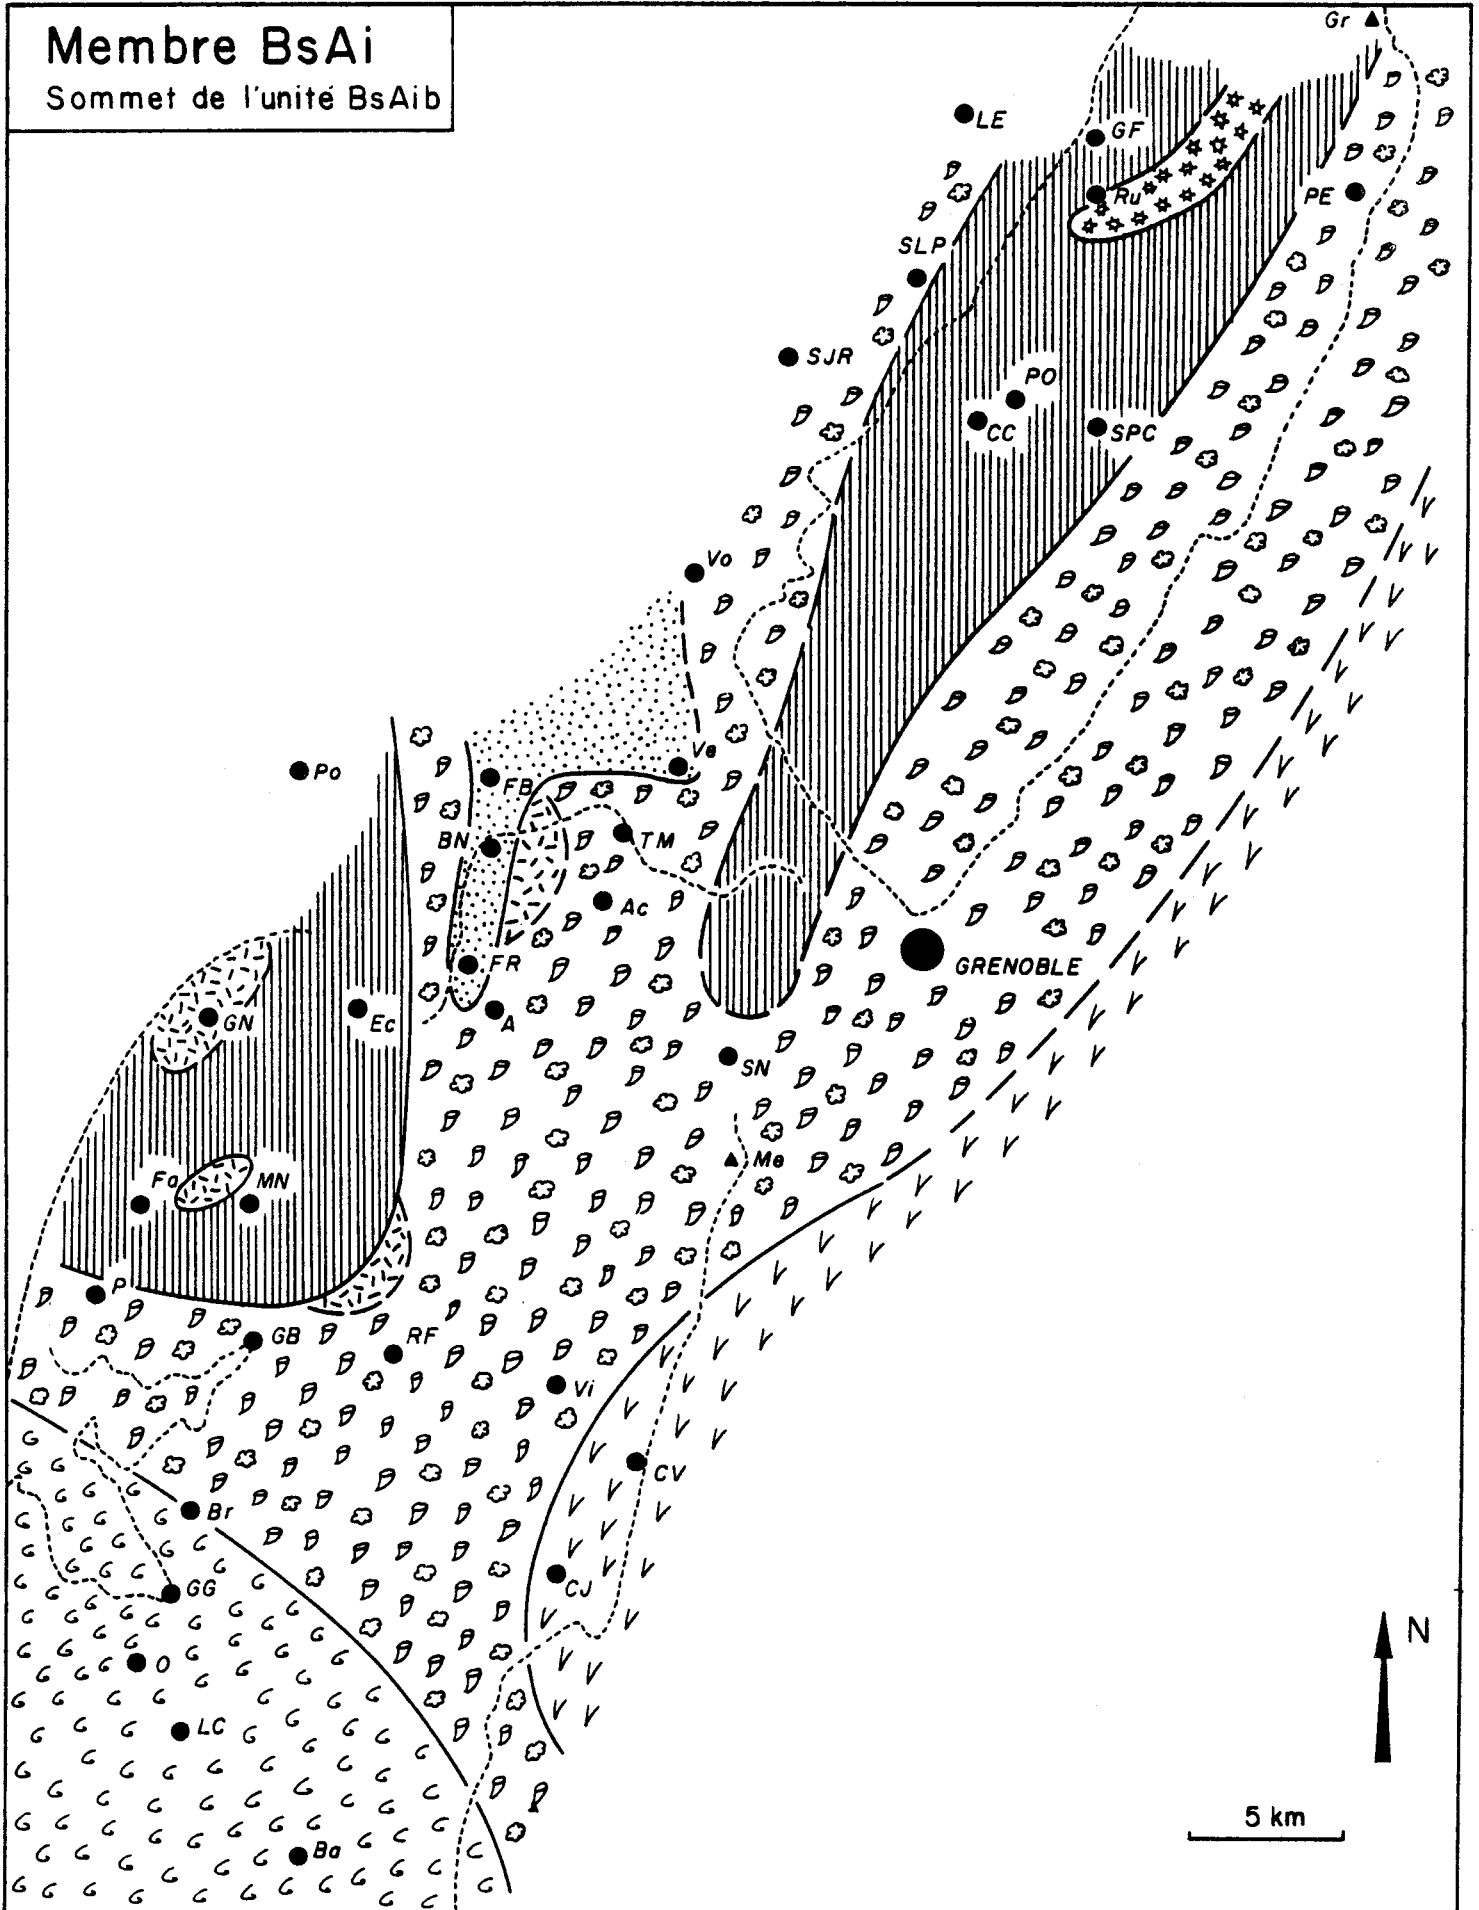 Membre BsAi
Sommet de l'unité BsAib
Gr
LE
GF
Ru
PE
SLP
SJR
PO
CC
SPC
Vo
Ve
Po
FB
BN
TM
Ac
FR
GRENOBLE
GN
Ec
A
SN
Me
Fa
MN
P
GB
RF
Vi
CV
Br
CJ
GG
N
O
LC
5 km
Ba